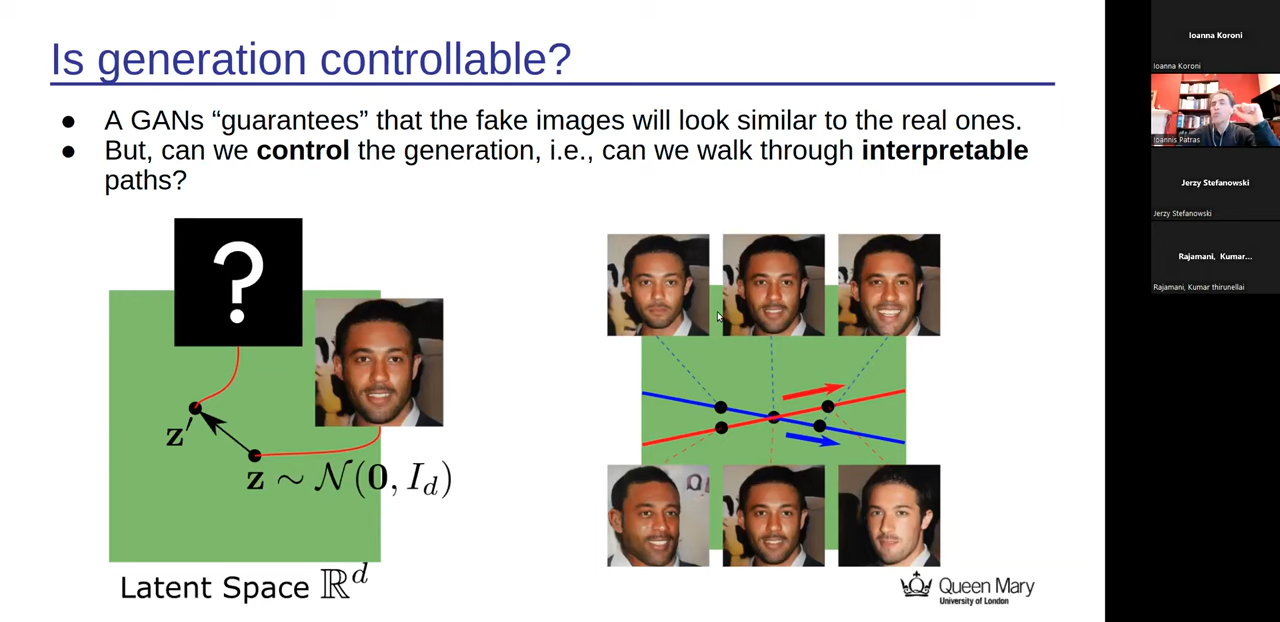 Is generation controllable?
● A GANs “guarantees” that the fake images will look similar to the real ones.
● But, can we control the generation, i.e., can we walk through interpretable
paths?
?
z′
z ∼ 𝒩(0, I_d)
Latent Space ℝ^d
Queen Mary
University of London
Ioanna Koroni
Ioanna Koroni
Ioannis Patras
Jerzy Stefanowski
Jerzy Stefanowski
Rajamani, Kumar...
Rajamani, Kumar thirunellai